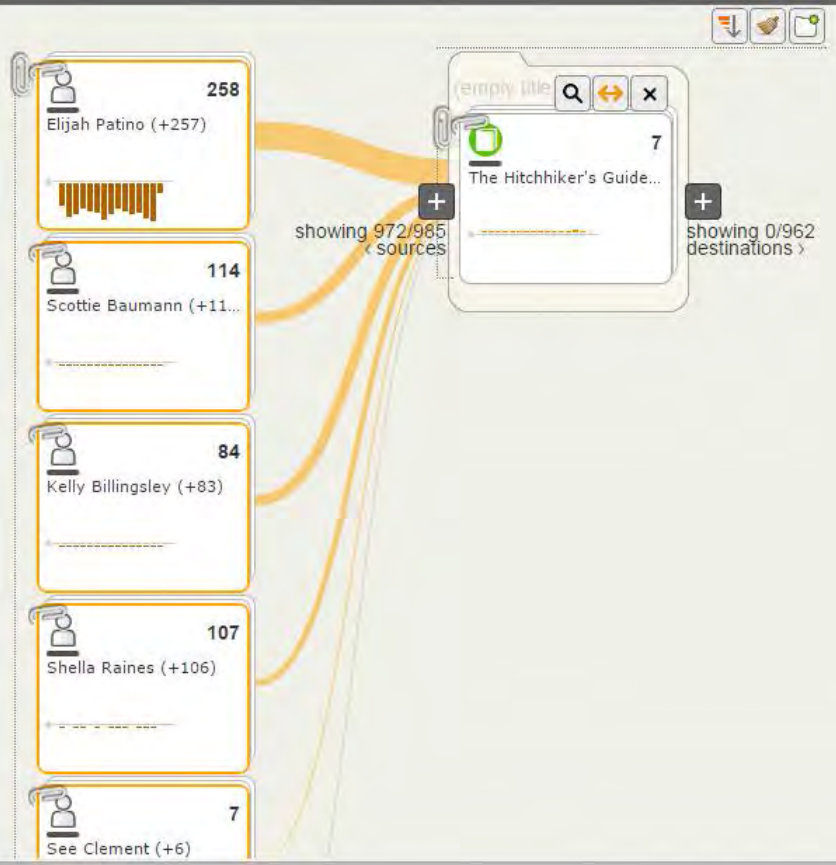 258
Elijah Patino (+257)
114
Scottie Baumann (+11...
84
Kelly Billingsley (+83)
107
Shella Raines (+106)
7
See Clement (+6)
(empty title
7
The Hitchhiker's Guide...
showing 972/985
‹ sources
showing 0/962
destinations ›